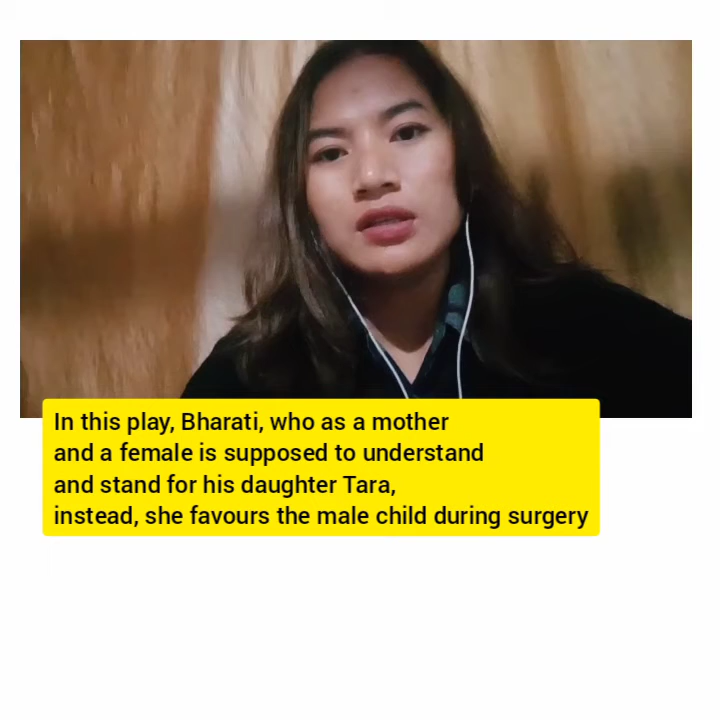 In this play, Bharati, who as a mother
and a female is supposed to understand
and stand for his daughter Tara,
instead, she favours the male child during surgery